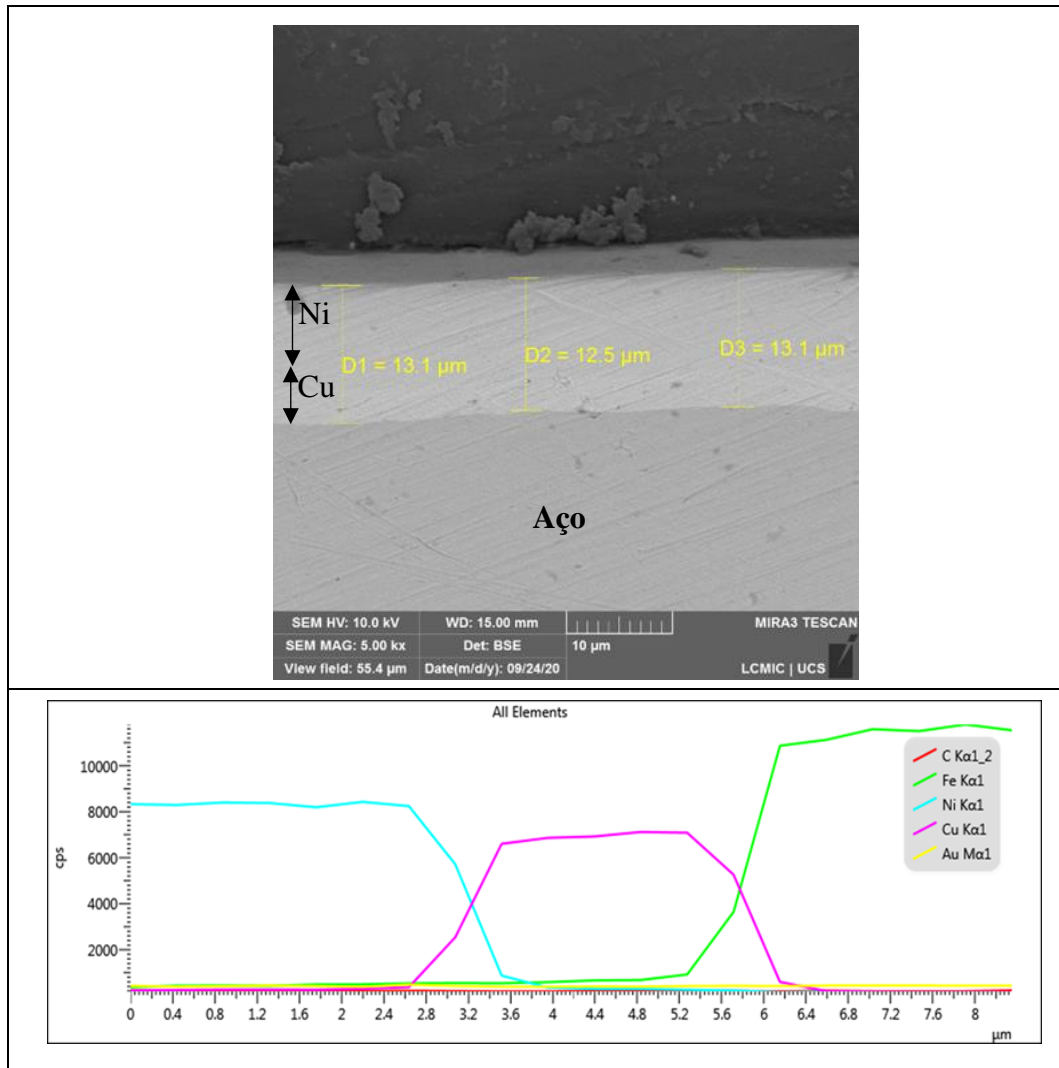 Ni
Cu
D1 = 13.1 µm
D2 = 12.5 µm
D3 = 13.1 µm
Aço
SEM HV: 10.0 kV WD: 15.00 mm MIRA3 TESCAN
SEM MAG: 5.00 kx Det: BSE 10 µm
View field: 55.4 µm Date(m/d/y): 09/24/20 LCMIC | UCS
All Elements
C Kα1_2
Fe Kα1
Ni Kα1
Cu Kα1
Au Mα1
cps
10000
8000
6000
4000
2000
0 0.4 0.8 1.2 1.6 2 2.4 2.8 3.2 3.6 4 4.4 4.8 5.2 5.6 6 6.4 6.8 7.2 7.6 8
µm